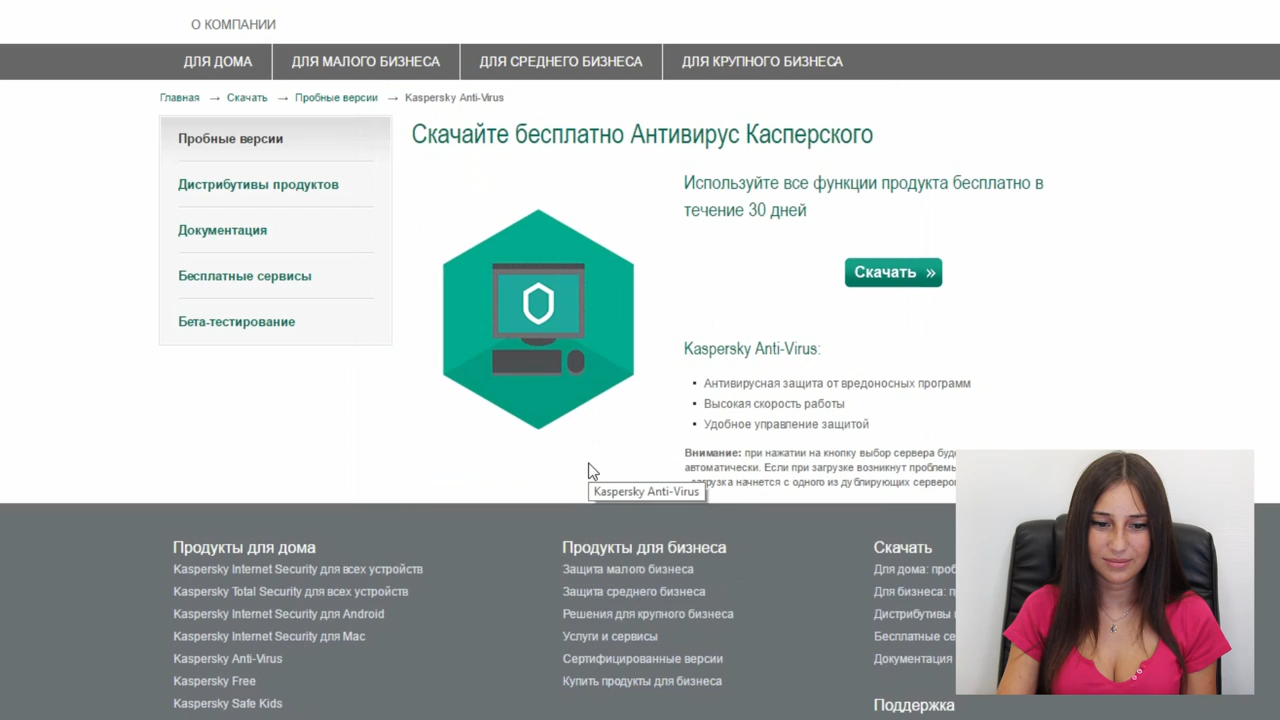 О КОМПАНИИ
ДЛЯ ДОМА
ДЛЯ МАЛОГО БИЗНЕСА
ДЛЯ СРЕДНЕГО БИЗНЕСА
ДЛЯ КРУПНОГО БИЗНЕСА
Главная → Скачать → Пробные версии → Kaspersky Anti-Virus
Пробные версии
Дистрибутивы продуктов
Документация
Бесплатные сервисы
Бета-тестирование
Скачайте бесплатно Антивирус Касперского
Используйте все функции продукта бесплатно в
течение 30 дней
Скачать »
Kaspersky Anti-Virus:
• Антивирусная защита от вредоносных программ
• Высокая скорость работы
• Удобное управление защитой
Внимание: при нажатии на кнопку выбор сервера
автоматически. Если при загрузке возникнут
начнется с одного из дублирующих
Kaspersky Anti-Virus
Продукты для дома
Kaspersky Internet Security для всех устройств
Kaspersky Total Security для всех устройств
Kaspersky Internet Security для Android
Kaspersky Internet Security для Mac
Kaspersky Anti-Virus
Kaspersky Free
Kaspersky Safe Kids
Продукты для бизнеса
Защита малого бизнеса
Защита среднего бизнеса
Решения для крупного бизнеса
Услуги и сервисы
Сертифицированные версии
Купить продукты для бизнеса
Скачать
Для дома:
Для бизнеса:
Дистрибутивы
Бесплатные
Документация
Поддержка